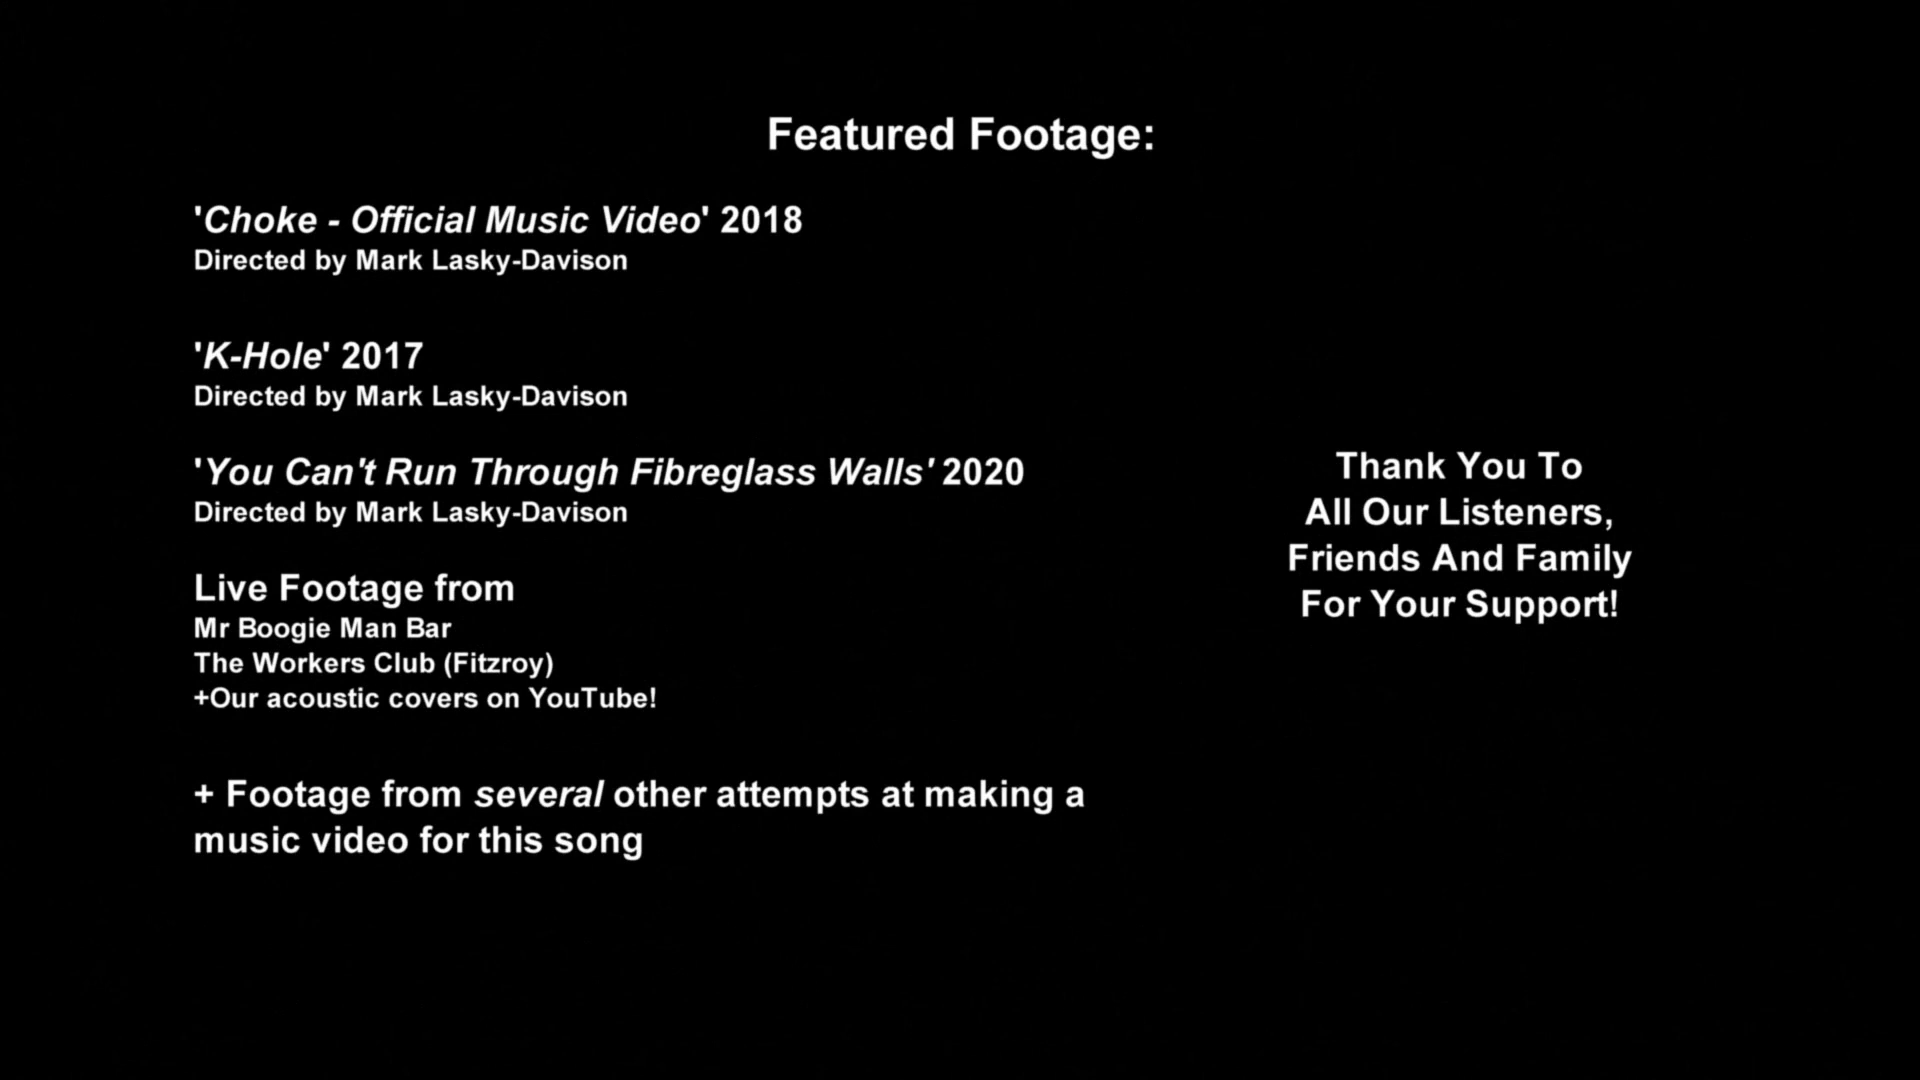 Featured Footage:
'Choke - Official Music Video' 2018
Directed by Mark Lasky-Davison
'K-Hole' 2017
Directed by Mark Lasky-Davison
'You Can't Run Through Fibreglass Walls' 2020
Directed by Mark Lasky-Davison
Live Footage from
Mr Boogie Man Bar
The Workers Club (Fitzroy)
+Our acoustic covers on YouTube!
+ Footage from several other attempts at making a
music video for this song
Thank You To
All Our Listeners,
Friends And Family
For Your Support!